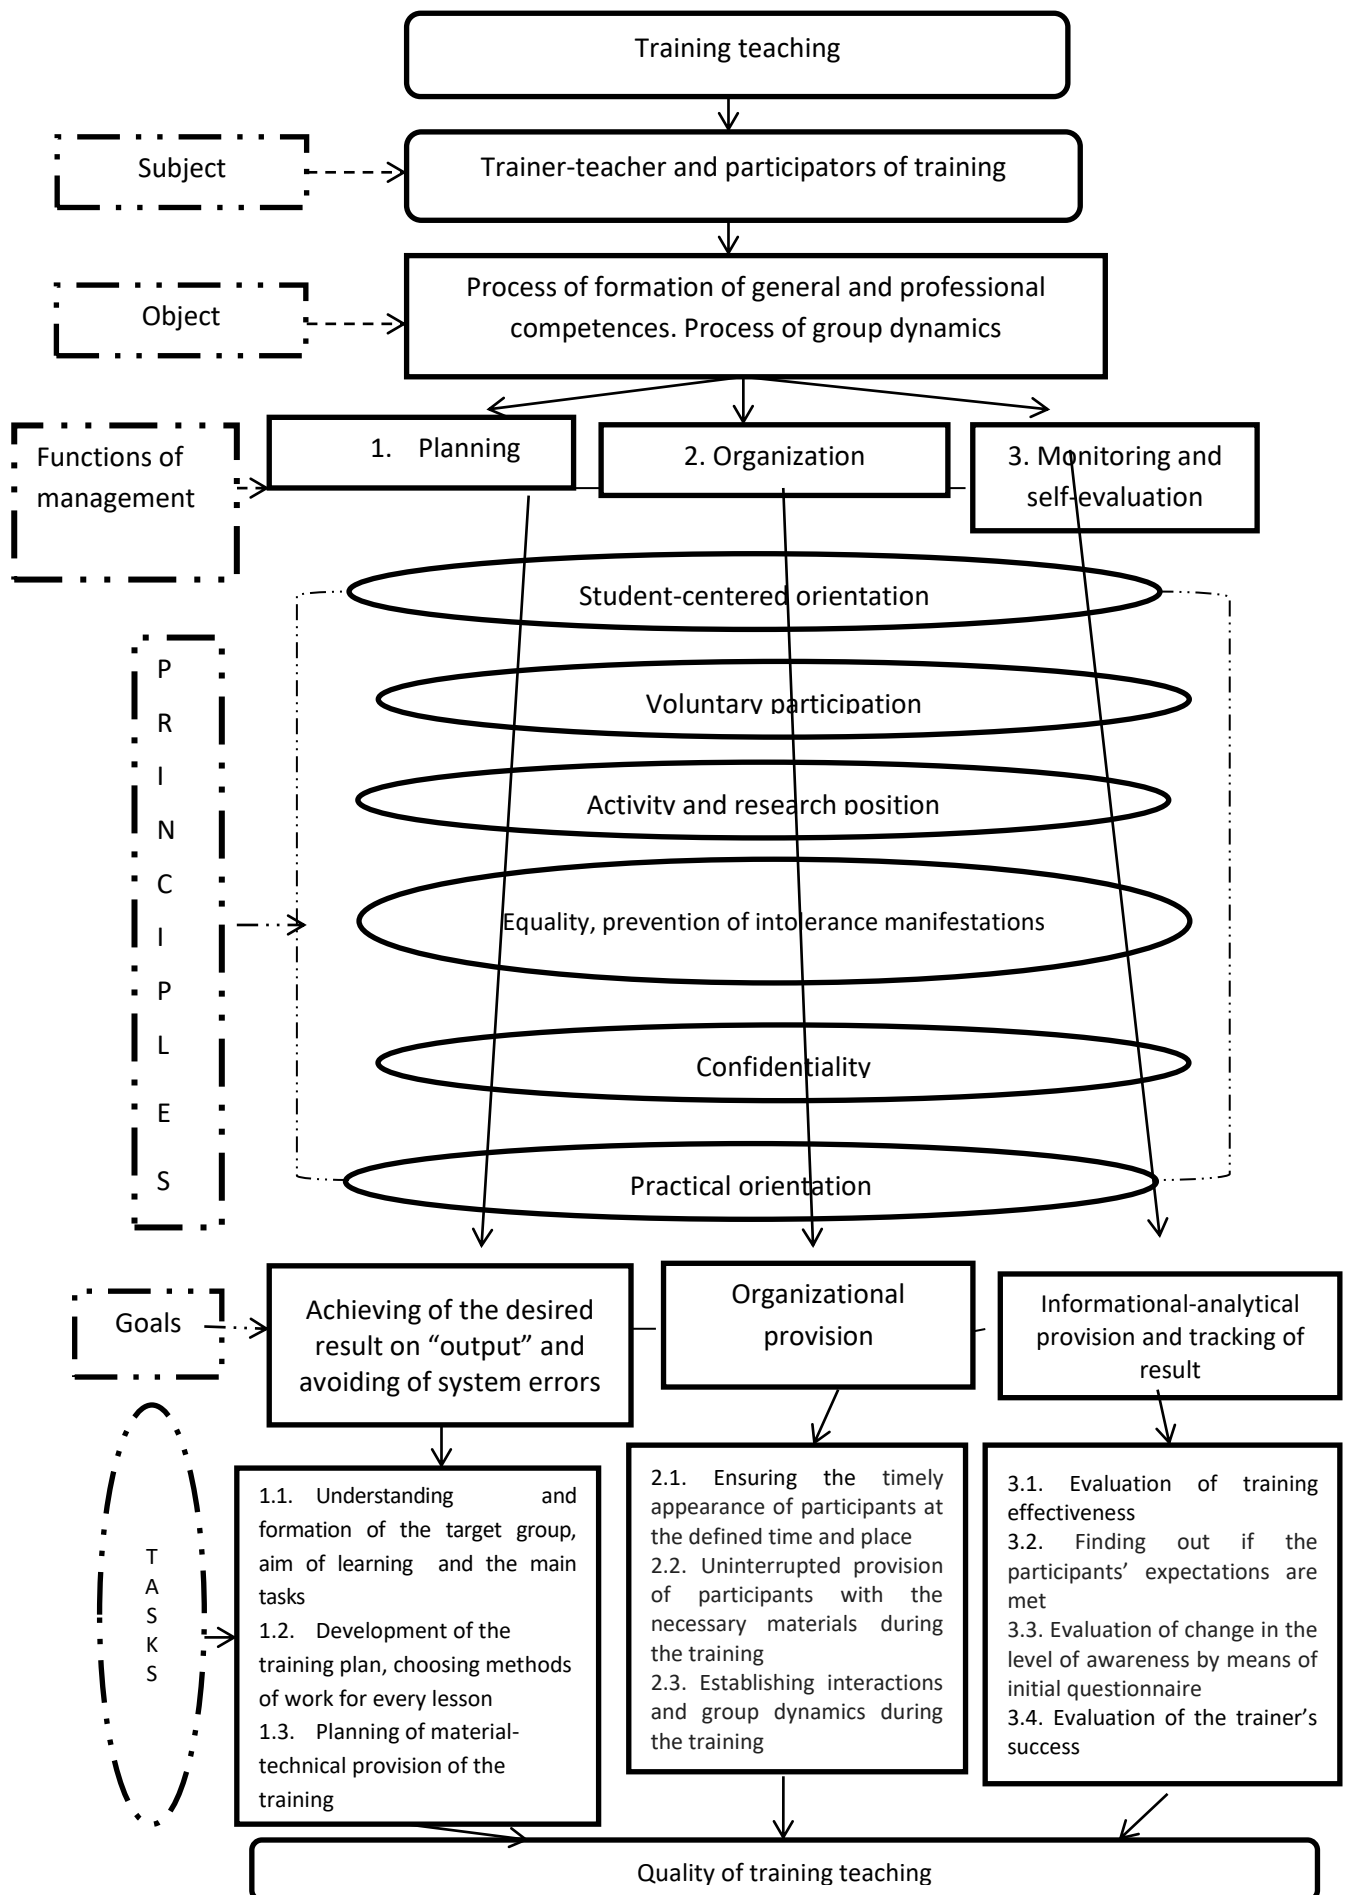 Training teaching
Subject
Trainer-teacher and participators of training
Object
Process of formation of general and professional
competences. Process of group dynamics
Functions of
management
1. Planning
2. Organization
3. Monitoring and
self-evaluation
Student-centered orientation
Voluntary participation
Activity and research position
Equality, prevention of intolerance manifestations
Confidentiality
Practical orientation
P
R
I
N
C
I
P
L
E
S
Goals
Achieving of the desired
result on “output” and
avoiding of system errors
Organizational
provision
Informational-analytical
provision and tracking of
result
T
A
S
K
S
1.1. Understanding and
formation of the target group,
aim of learning and the main
tasks
1.2. Development of the
training plan, choosing methods
of work for every lesson
1.3. Planning of material-
technical provision of the
training
2.1. Ensuring the timely
appearance of participants at
the defined time and place
2.2. Uninterrupted provision
of participants with the
necessary materials during
the training
2.3. Establishing interactions
and group dynamics during
the training
3.1. Evaluation of training
effectiveness
3.2. Finding out if the
participants’ expectations are
met
3.3. Evaluation of change in the
level of awareness by means of
initial questionnaire
3.4. Evaluation of the trainer’s
success
Quality of training teaching